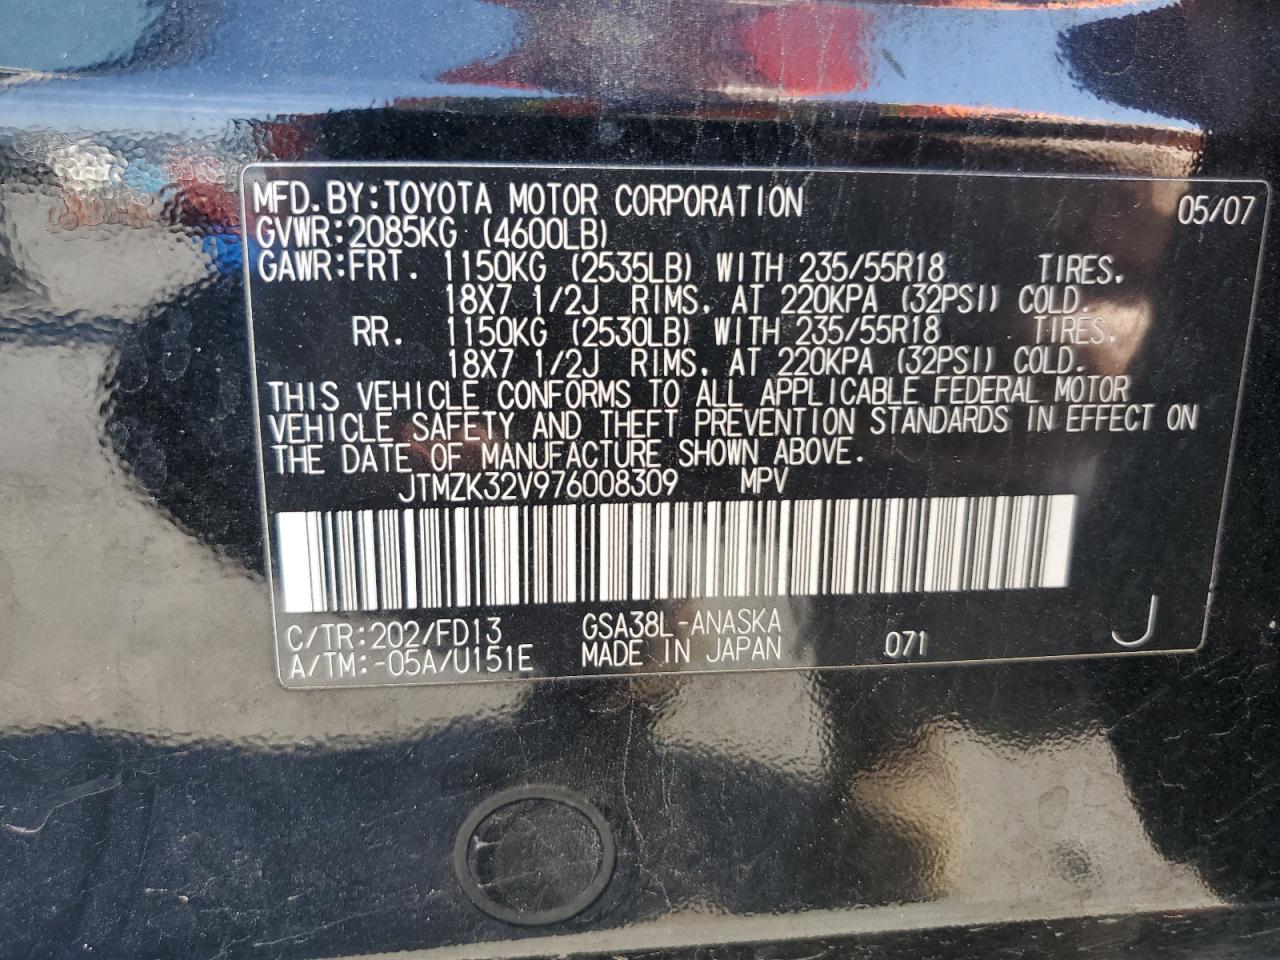 MFD.BY:TOYOTA MOTOR CORPORATION 05/07
GVWR:2085KG (4600LB)
GAWR:FRT. 1150KG (2535LB) WITH 235/55R18 TIRES,
18X7 1/2J RIMS, AT 220KPA (32PSI) COLD.
RR. 1150KG (2530LB) WITH 235/55R18 TIRES,
18X7 1/2J RIMS, AT 220KPA (32PSI) COLD.
THIS VEHICLE CONFORMS TO ALL APPLICABLE FEDERAL MOTOR
VEHICLE SAFETY AND THEFT PREVENTION STANDARDS IN EFFECT ON
THE DATE OF MANUFACTURE SHOWN ABOVE.
JTMZK32V976008309 MPV
C/TR:202/FD13 GSA38L-ANASKA
A/TM:-05A/U151E MADE IN JAPAN 071 J